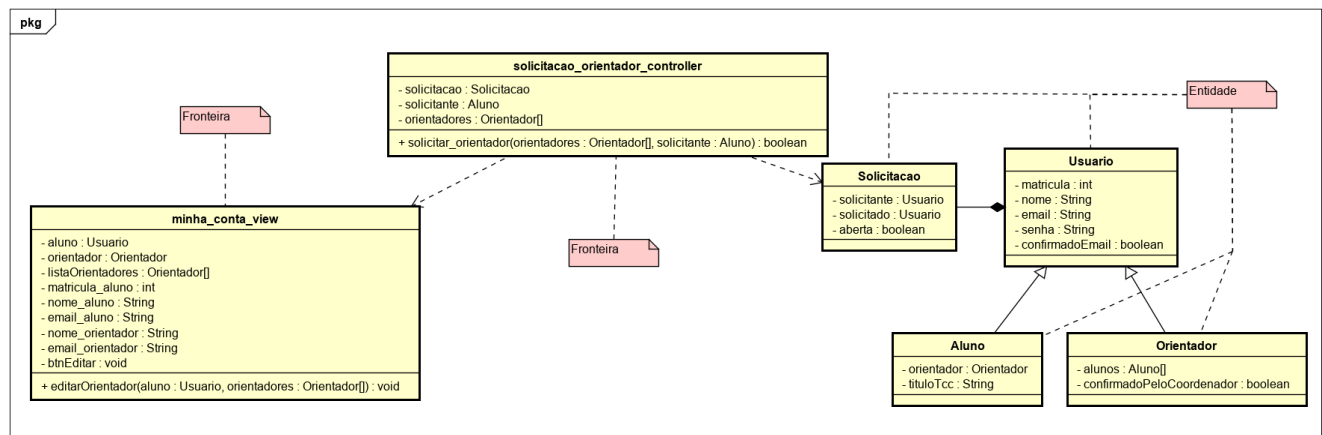 pkg
solicitacao_orientador_controller
- solicitacao : Solicitacao
- solicitante : Aluno
- orientadores : Orientador[]
+ solicitar_orientador(orientadores : Orientador[], solicitante : Aluno) : boolean
Fronteira
Entidade
minha_conta_view
- aluno : Usuario
- orientador : Orientador
- listaOrientadores : Orientador[]
- matricula_aluno : int
- nome_aluno : String
- email_aluno : String
- nome_orientador : String
- email_orientador : String
- btnEditar : void
+ editarOrientador(aluno : Usuario, orientadores : Orientador[]) : void
Fronteira
Solicitacao
- solicitante : Usuario
- solicitado : Usuario
- aberta : boolean
Usuario
- matricula : int
- nome : String
- email : String
- senha : String
- confirmadoEmail : boolean
Aluno
- orientador : Orientador
- tituloTcc : String
Orientador
- alunos : Aluno[]
- confirmadoPeloCoordenador : boolean